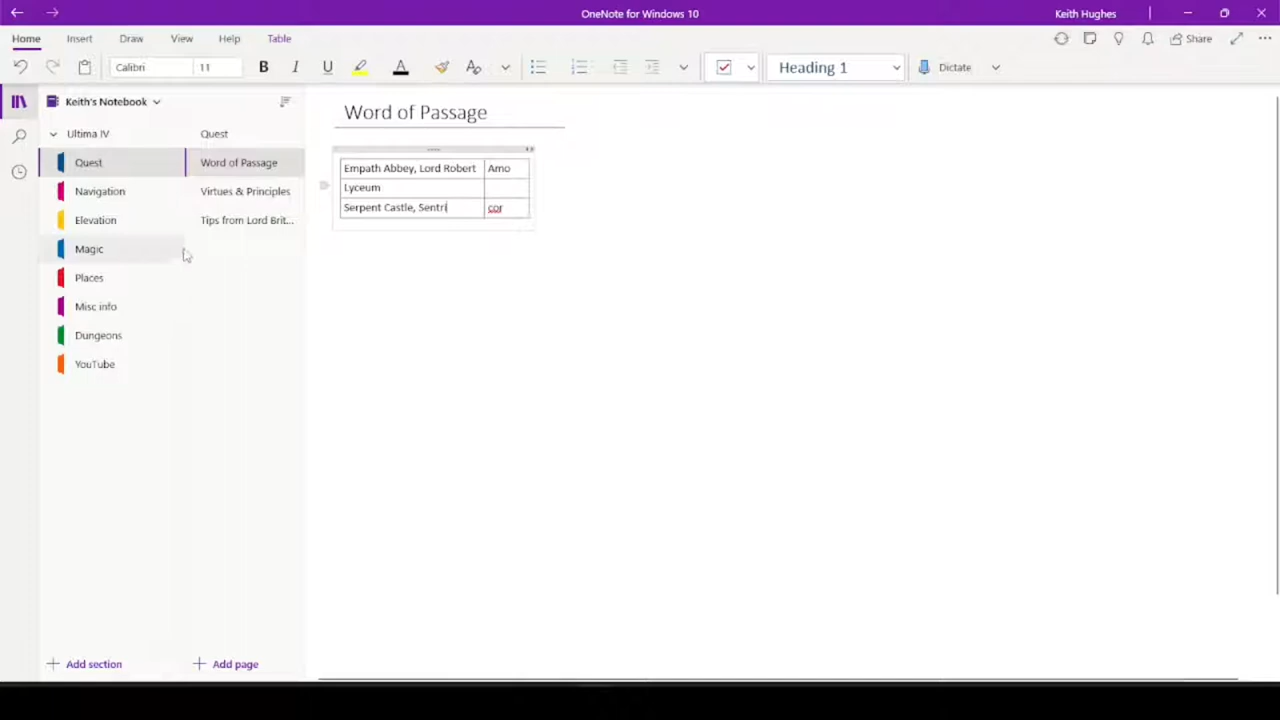 OneNote for Windows 10
Keith Hughes
Home Insert Draw View Help Table
Share
Calibri 11 B I U A Heading 1 Dictate
Keith's Notebook
Ultima IV
Quest
Navigation
Elevation
Magic
Places
Misc info
Dungeons
YouTube
Quest
Word of Passage
Virtues & Principles
Tips from Lord Brit...
Word of Passage
Empath Abbey, Lord Robert Amo
Lyceum
Serpent Castle, Sentri cor
Add section
Add page